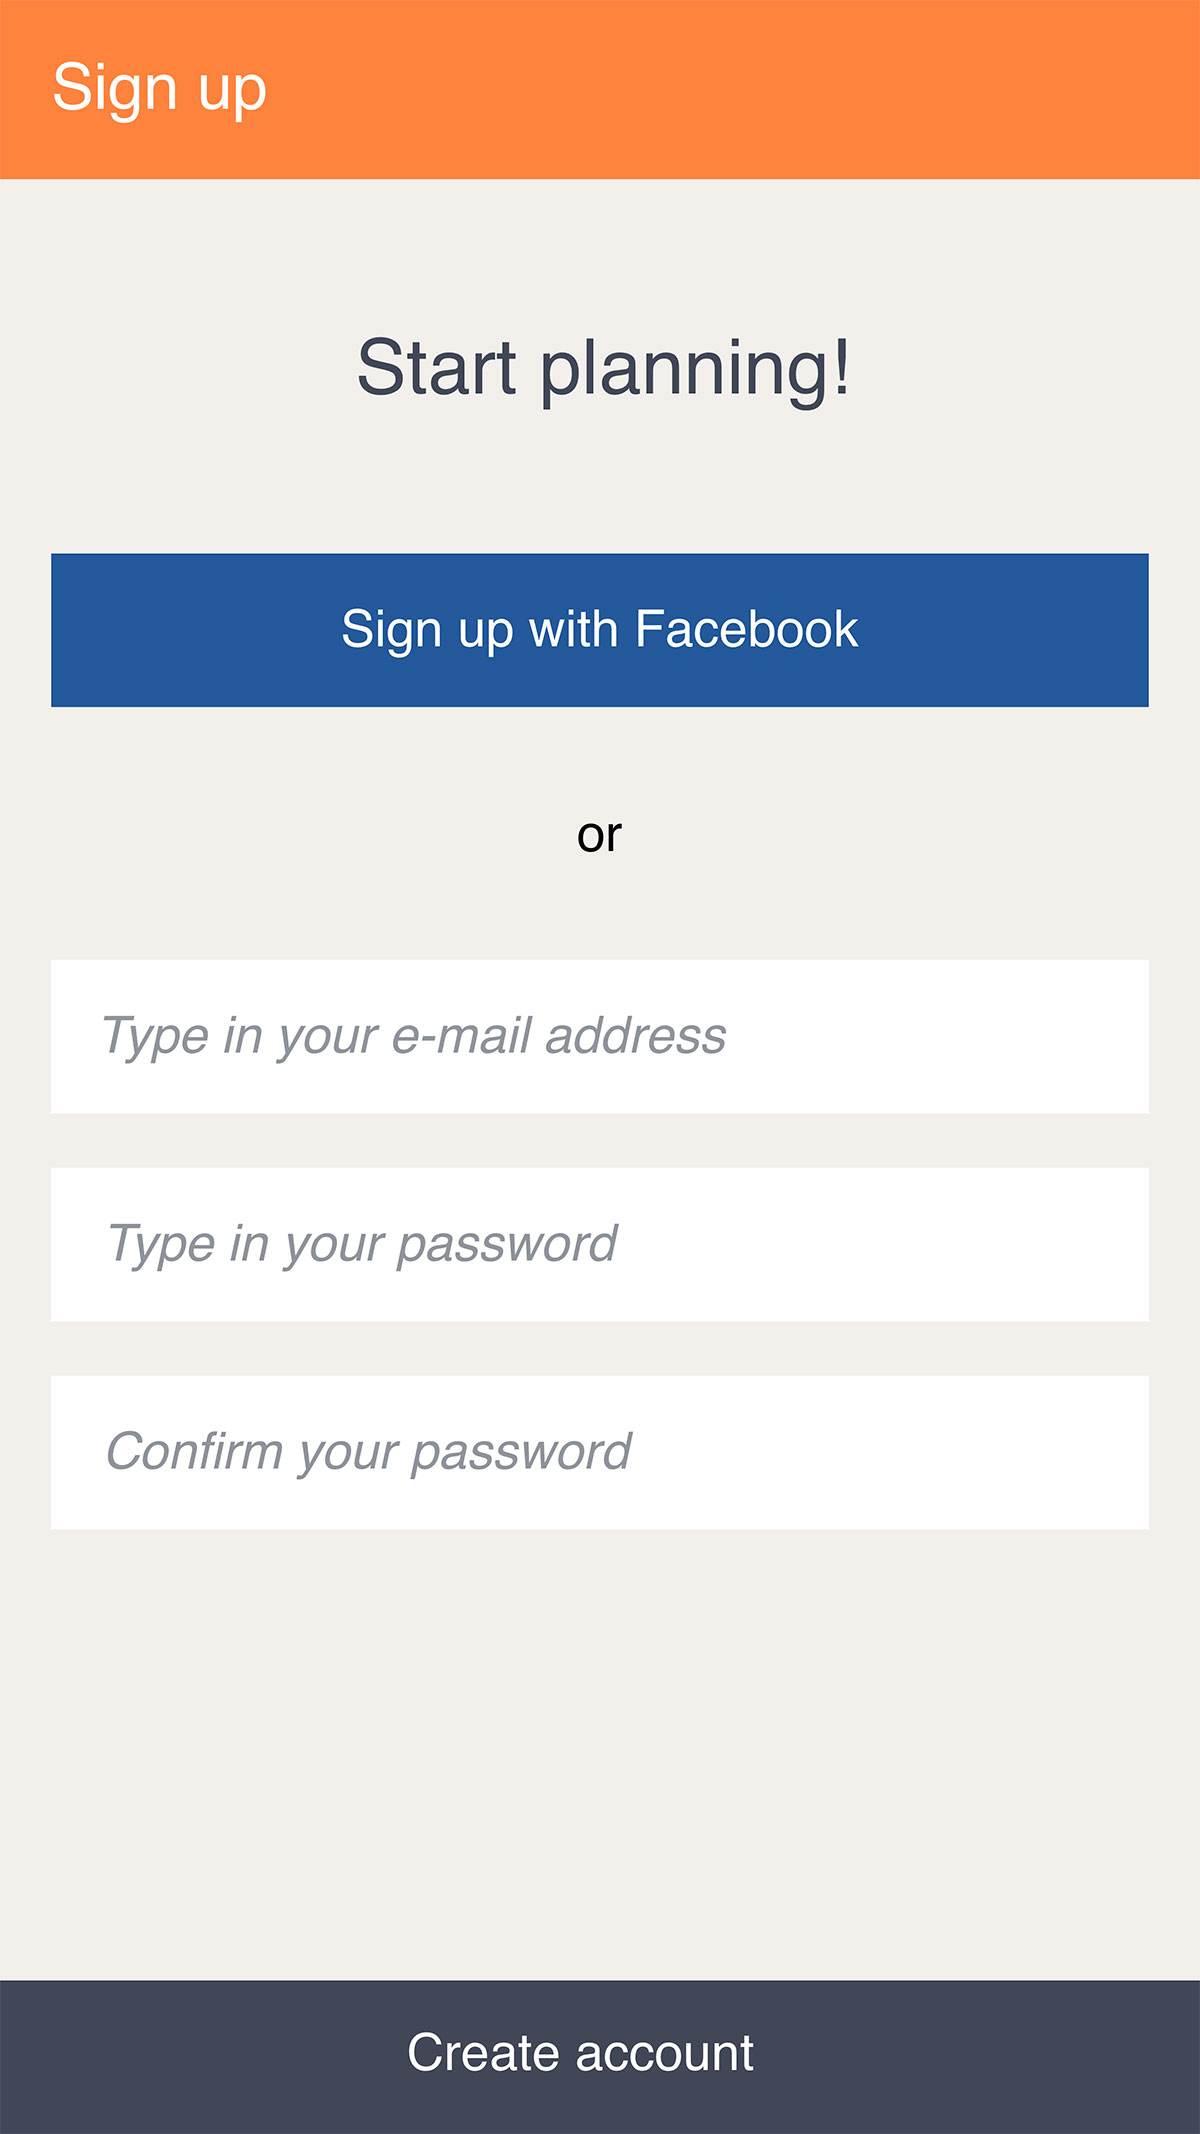 Sign up
Start planning!
Sign up with Facebook
or
Type in your e-mail address
Type in your password
Confirm your password
Create account